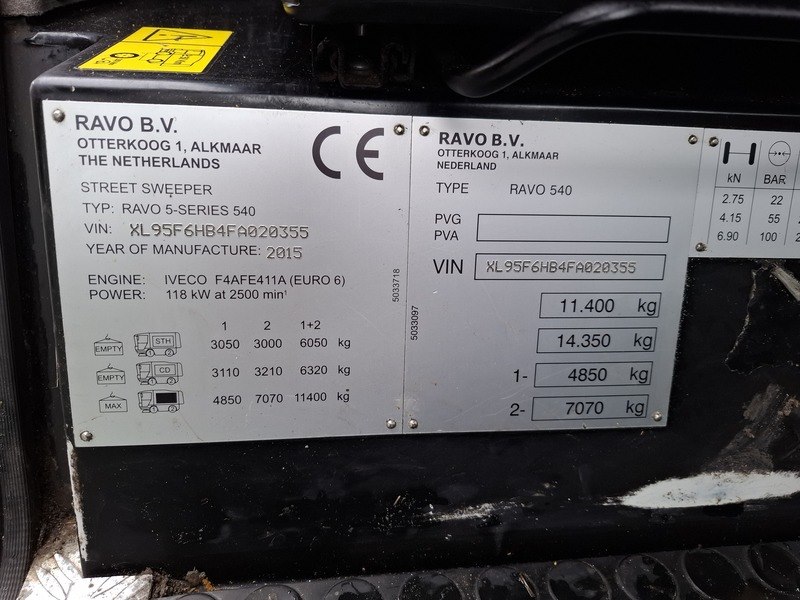 RAVO B.V.
OTTERKOOG 1, ALKMAAR
THE NETHERLANDS
CE
STREET SWEEPER
TYP: RAVO 5-SERIES 540
VIN: XL95F6HB4FA020355
YEAR OF MANUFACTURE: 2015
ENGINE: IVECO F4AFE411A (EURO 6)
POWER: 118 kW at 2500 min¹
1 2 1+2
EMPTY STH 3050 3000 6050 kg
EMPTY CD 3110 3210 6320 kg
MAX 4850 7070 11400 kg
5033718
RAVO B.V.
OTTERKOOG 1, ALKMAAR
NEDERLAND
TYPE RAVO 540
PVG
PVA
VIN XL95F6HB4FA020355
11.400 kg
14.350 kg
1- 4850 kg
2- 7070 kg
5033097
kN BAR
2.75 22
4.15 55
6.90 100